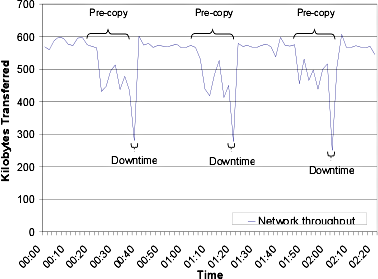 700
600
500
400
300
200
100
0
Kilobytes Transferred
Pre-copy
Pre-copy
Pre-copy
Downtime
Downtime
Downtime
Network throughout
00:00
00:10
00:20
00:30
00:40
00:50
01:00
01:10
01:20
01:30
01:40
01:50
02:00
02:10
02:20
Time